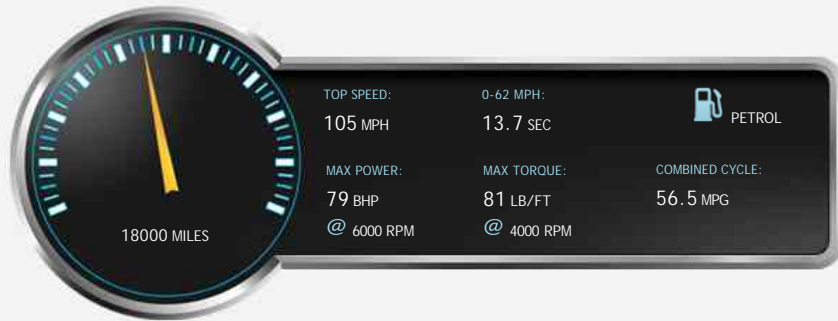 18000 MILES
TOP SPEED:
105 MPH
0-62 MPH:
13.7 SEC
PETROL
MAX POWER:
79 BHP
@ 6000 RPM
MAX TORQUE:
81 LB/FT
@ 4000 RPM
COMBINED CYCLE:
56.5 MPG